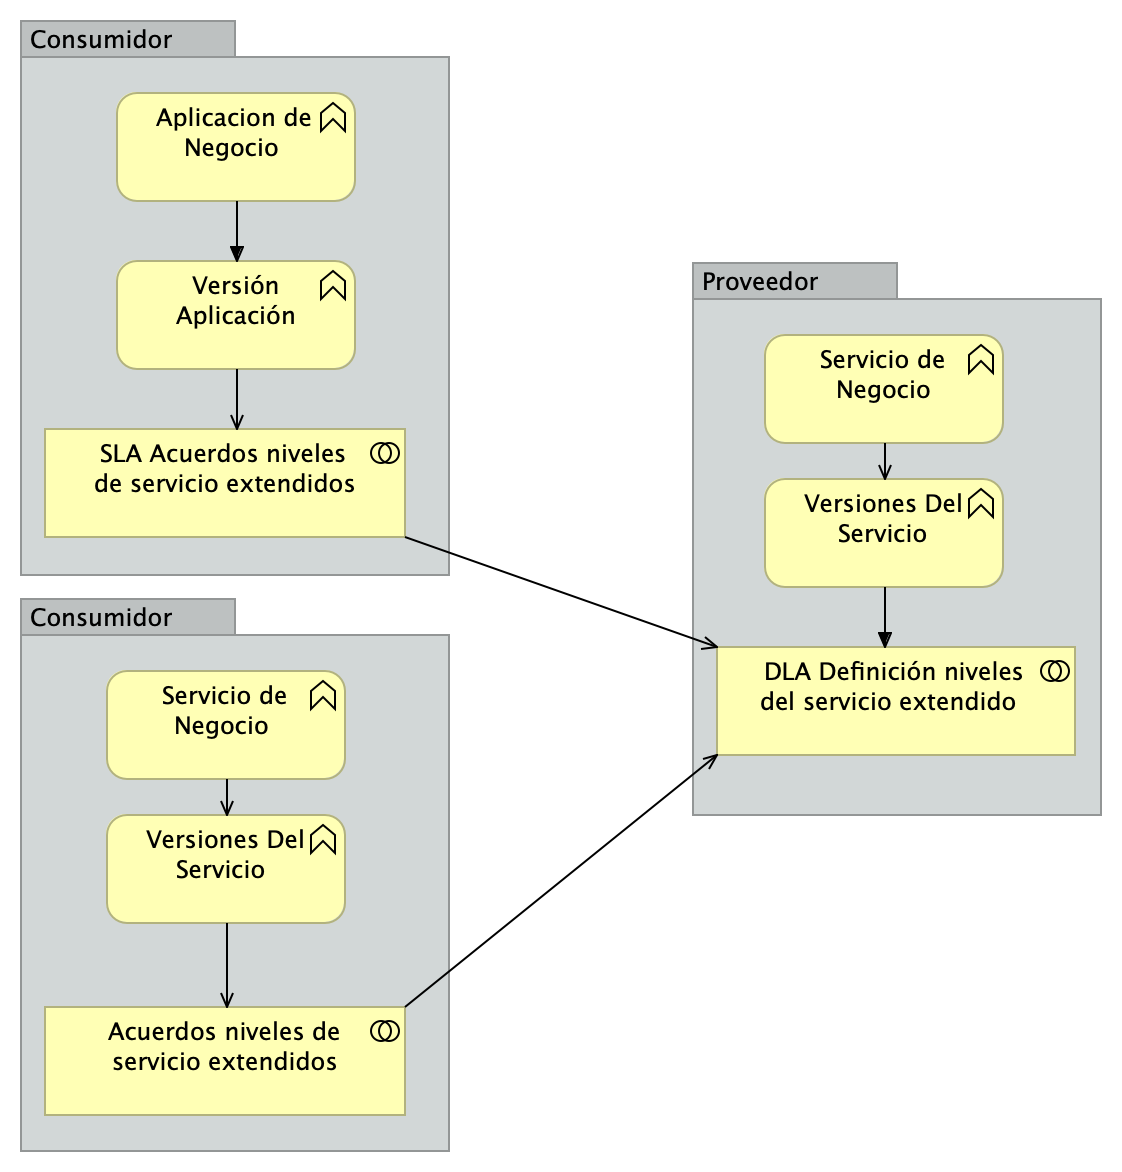 Consumidor
Aplicacion de
Negocio
Versión
Aplicación
SLA Acuerdos niveles
de servicio extendidos
Consumidor
Servicio de
Negocio
Versiones Del
Servicio
Acuerdos niveles de
servicio extendidos
Proveedor
Servicio de
Negocio
Versiones Del
Servicio
DLA Definición niveles
del servicio extendido